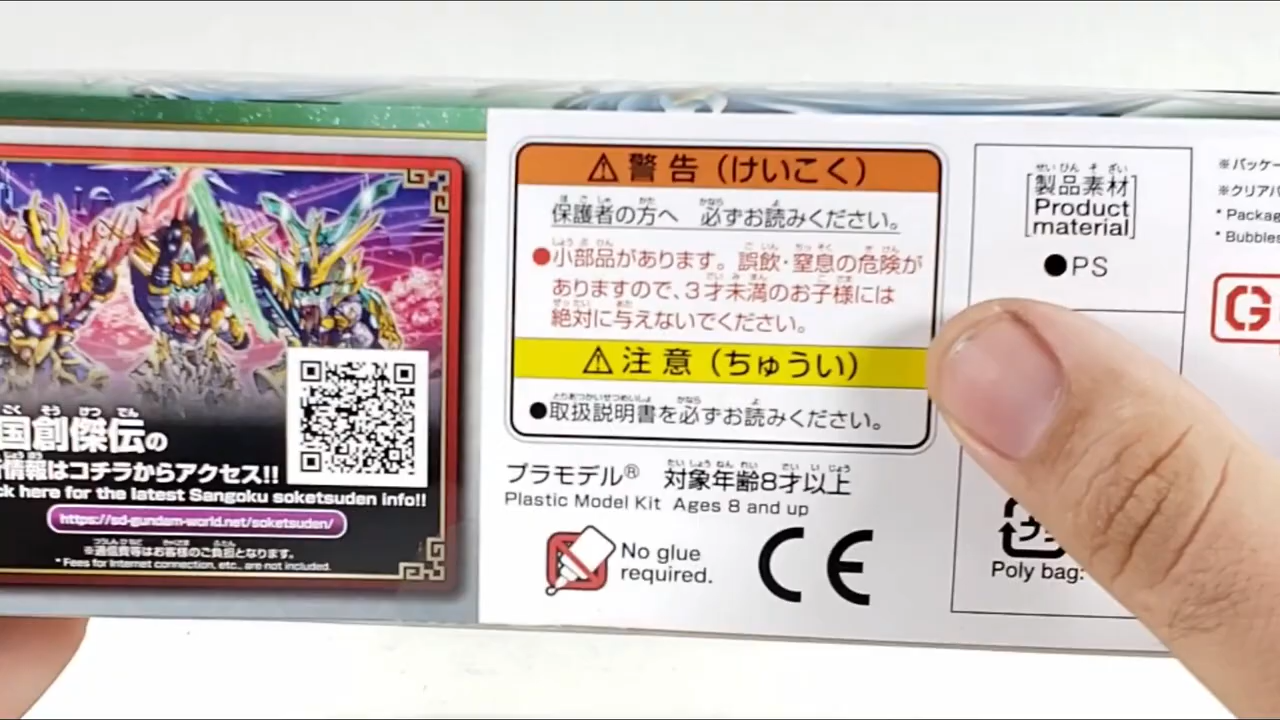 国創傑伝の
情報はコチラからアクセス!!
ck here for the latest Sangoku soketsuden info!!
https://sd-gundam-world.net/soketsuden/
※通信費等はお客様のご負担となります。
* Fees for Internet connection, etc., are not included.
⚠警告(けいこく)
保護者の方へ 必ずお読みください。
●小部品があります。誤飲・窒息の危険が
ありますので、3才未満のお子様には
絶対に与えないでください。
⚠注意(ちゅうい)
●取扱説明書を必ずお読みください。
プラモデル® 対象年齢8才以上
Plastic Model Kit Ages 8 and up
No glue
required.
CE
[製品素材
Product
material]
●PS
プラ
Poly bag:
※パッケー
※クリアパ
* Packag
* Bubbles
G